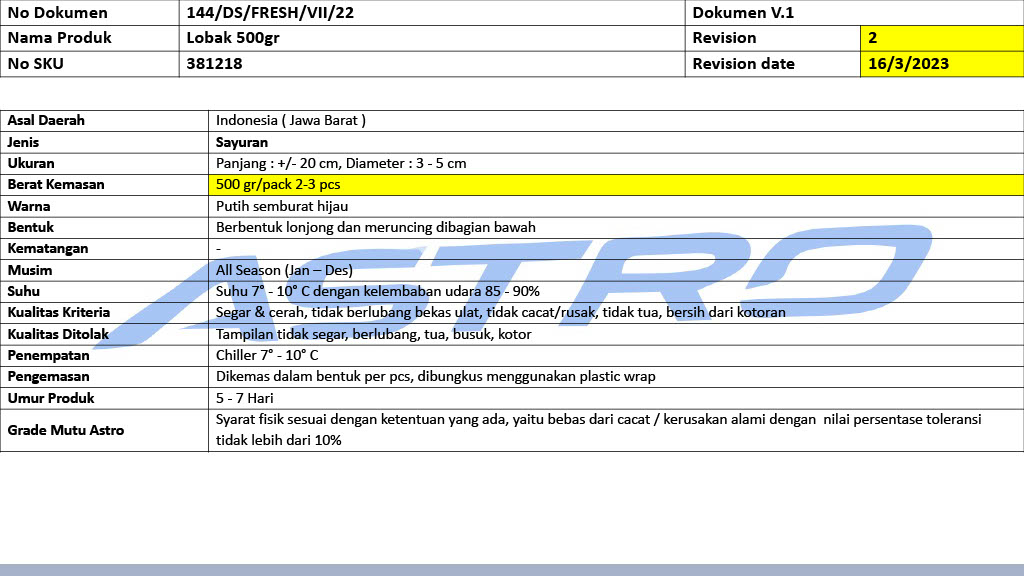 No Dokumen 144/DS/FRESH/VII/22 Dokumen V.1
Nama Produk Lobak 500gr Revision 2
No SKU 381218 Revision date 16/3/2023
Asal Daerah Indonesia ( Jawa Barat )
Jenis Sayuran
Ukuran Panjang : +/- 20 cm, Diameter : 3 - 5 cm
Berat Kemasan 500 gr/pack 2-3 pcs
Warna Putih semburat hijau
Bentuk Berbentuk lonjong dan meruncing dibagian bawah
Kematangan -
Musim All Season (Jan – Des)
Suhu Suhu 7° - 10° C dengan kelembaban udara 85 - 90%
Kualitas Kriteria Segar & cerah, tidak berlubang bekas ulat, tidak cacat/rusak, tidak tua, bersih dari kotoran
Kualitas Ditolak Tampilan tidak segar, berlubang, tua, busuk, kotor
Penempatan Chiller 7° - 10° C
Pengemasan Dikemas dalam bentuk per pcs, dibungkus menggunakan plastic wrap
Umur Produk 5 - 7 Hari
Grade Mutu Astro Syarat fisik sesuai dengan ketentuan yang ada, yaitu bebas dari cacat / kerusakan alami dengan nilai persentase toleransi
tidak lebih dari 10%
ASTRO